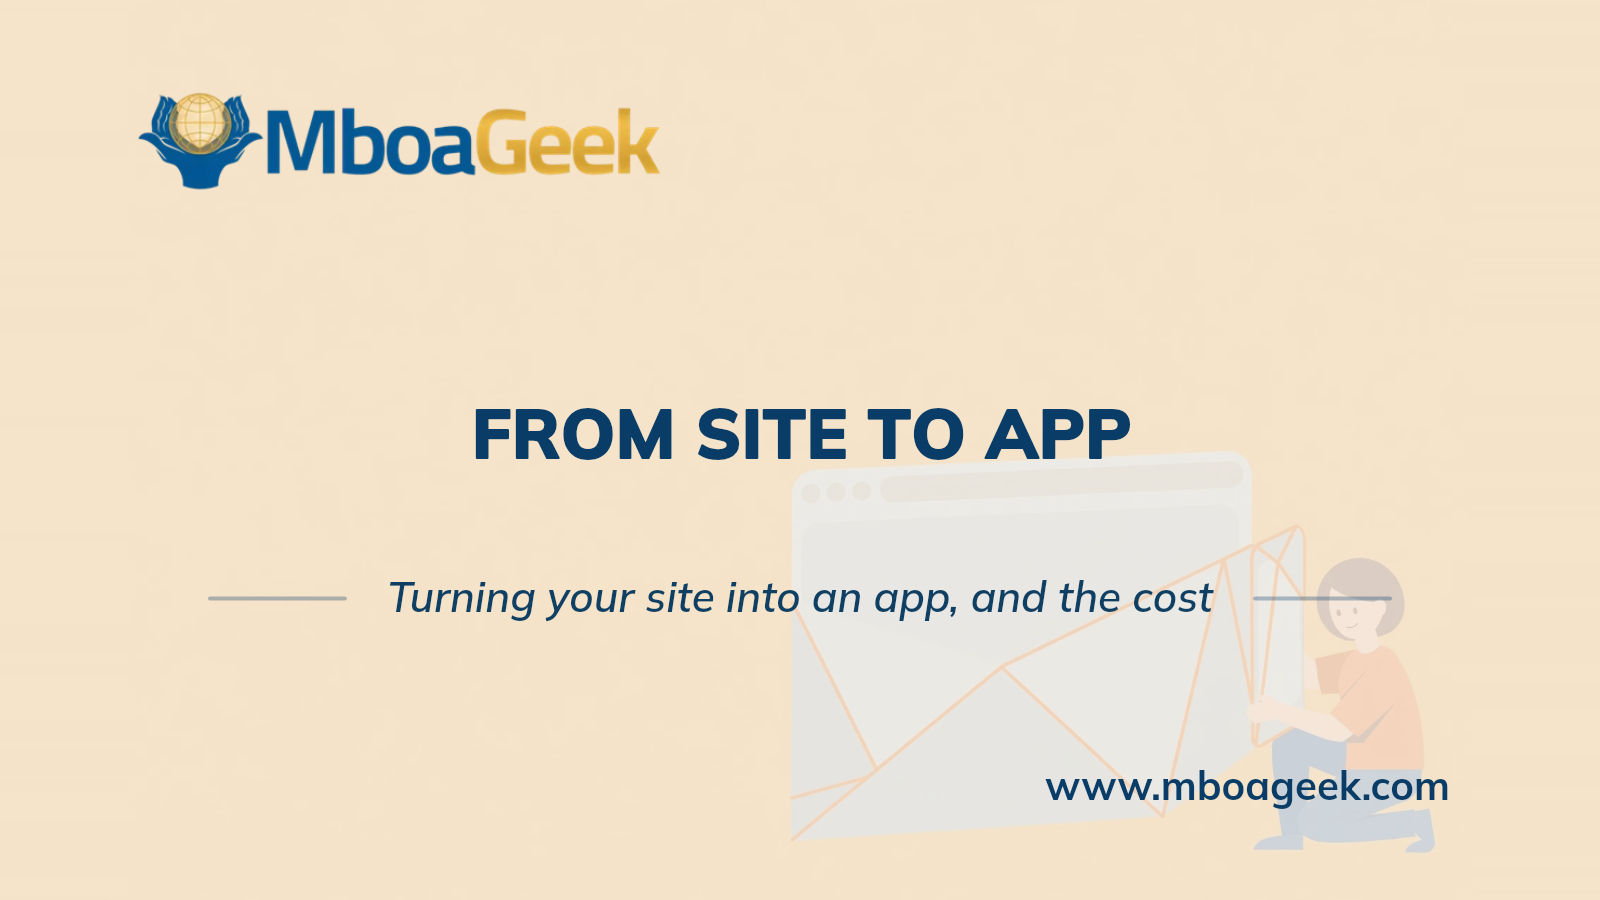 MboaGeek
FROM SITE TO APP
Turning your site into an app, and the cost
www.mboageek.com